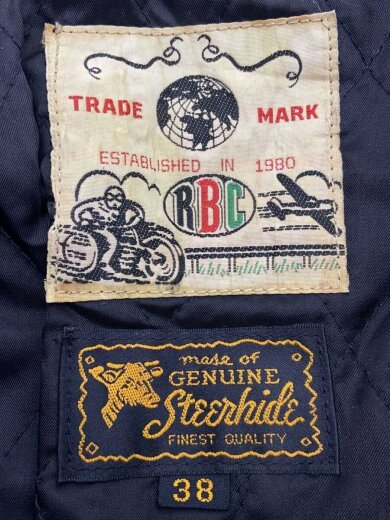 TRADE MARK
ESTABLISHED IN 1980
RBC
made of
GENUINE
Steerhide
FINEST QUALITY
38